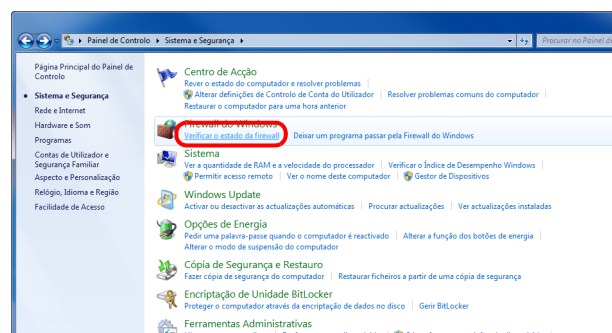 Painel de Controlo ▸ Sistema e Segurança ▸
Procurar no Painel de
Página Principal do Painel de
Controlo
Sistema e Segurança
Rede e Internet
Hardware e Som
Programas
Contas de Utilizador e
Segurança Familiar
Aspecto e Personalização
Relógio, Idioma e Região
Facilidade de Acesso
Centro de Acção
Rever o estado do computador e resolver problemas
Alterar definições de Controlo de Conta do Utilizador | Resolver problemas comuns do computador
Restaurar o computador para uma hora anterior
Firewall do Windows
Verificar o estado da firewall | Deixar um programa passar pela Firewall do Windows
Sistema
Ver a quantidade de RAM e a velocidade do processador | Verificar o Índice de Desempenho Windows
Permitir acesso remoto | Ver o nome deste computador | Gestor de Dispositivos
Windows Update
Activar ou desactivar as actualizações automáticas | Procurar actualizações | Ver actualizações instaladas
Opções de Energia
Pedir uma palavra-passe quando o computador é reactivado | Alterar a função dos botões de energia
Alterar o modo de suspensão do computador
Cópia de Segurança e Restauro
Fazer cópia de segurança do computador | Restaurar ficheiros a partir de uma cópia de segurança
Encriptação de Unidade BitLocker
Proteger o computador através da encriptação de dados no disco | Gerir BitLocker
Ferramentas Administrativas